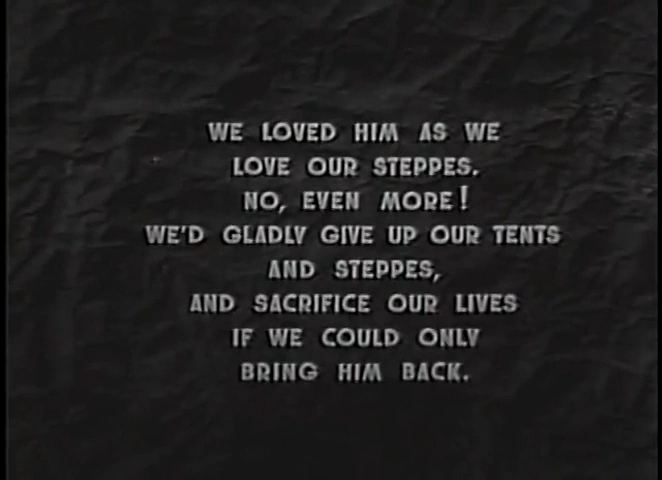 WE LOVED HIM AS WE
LOVE OUR STEPPES.
NO, EVEN MORE!
WE'D GLADLY GIVE UP OUR TENTS
AND STEPPES,
AND SACRIFICE OUR LIVES
IF WE COULD ONLY
BRING HIM BACK.